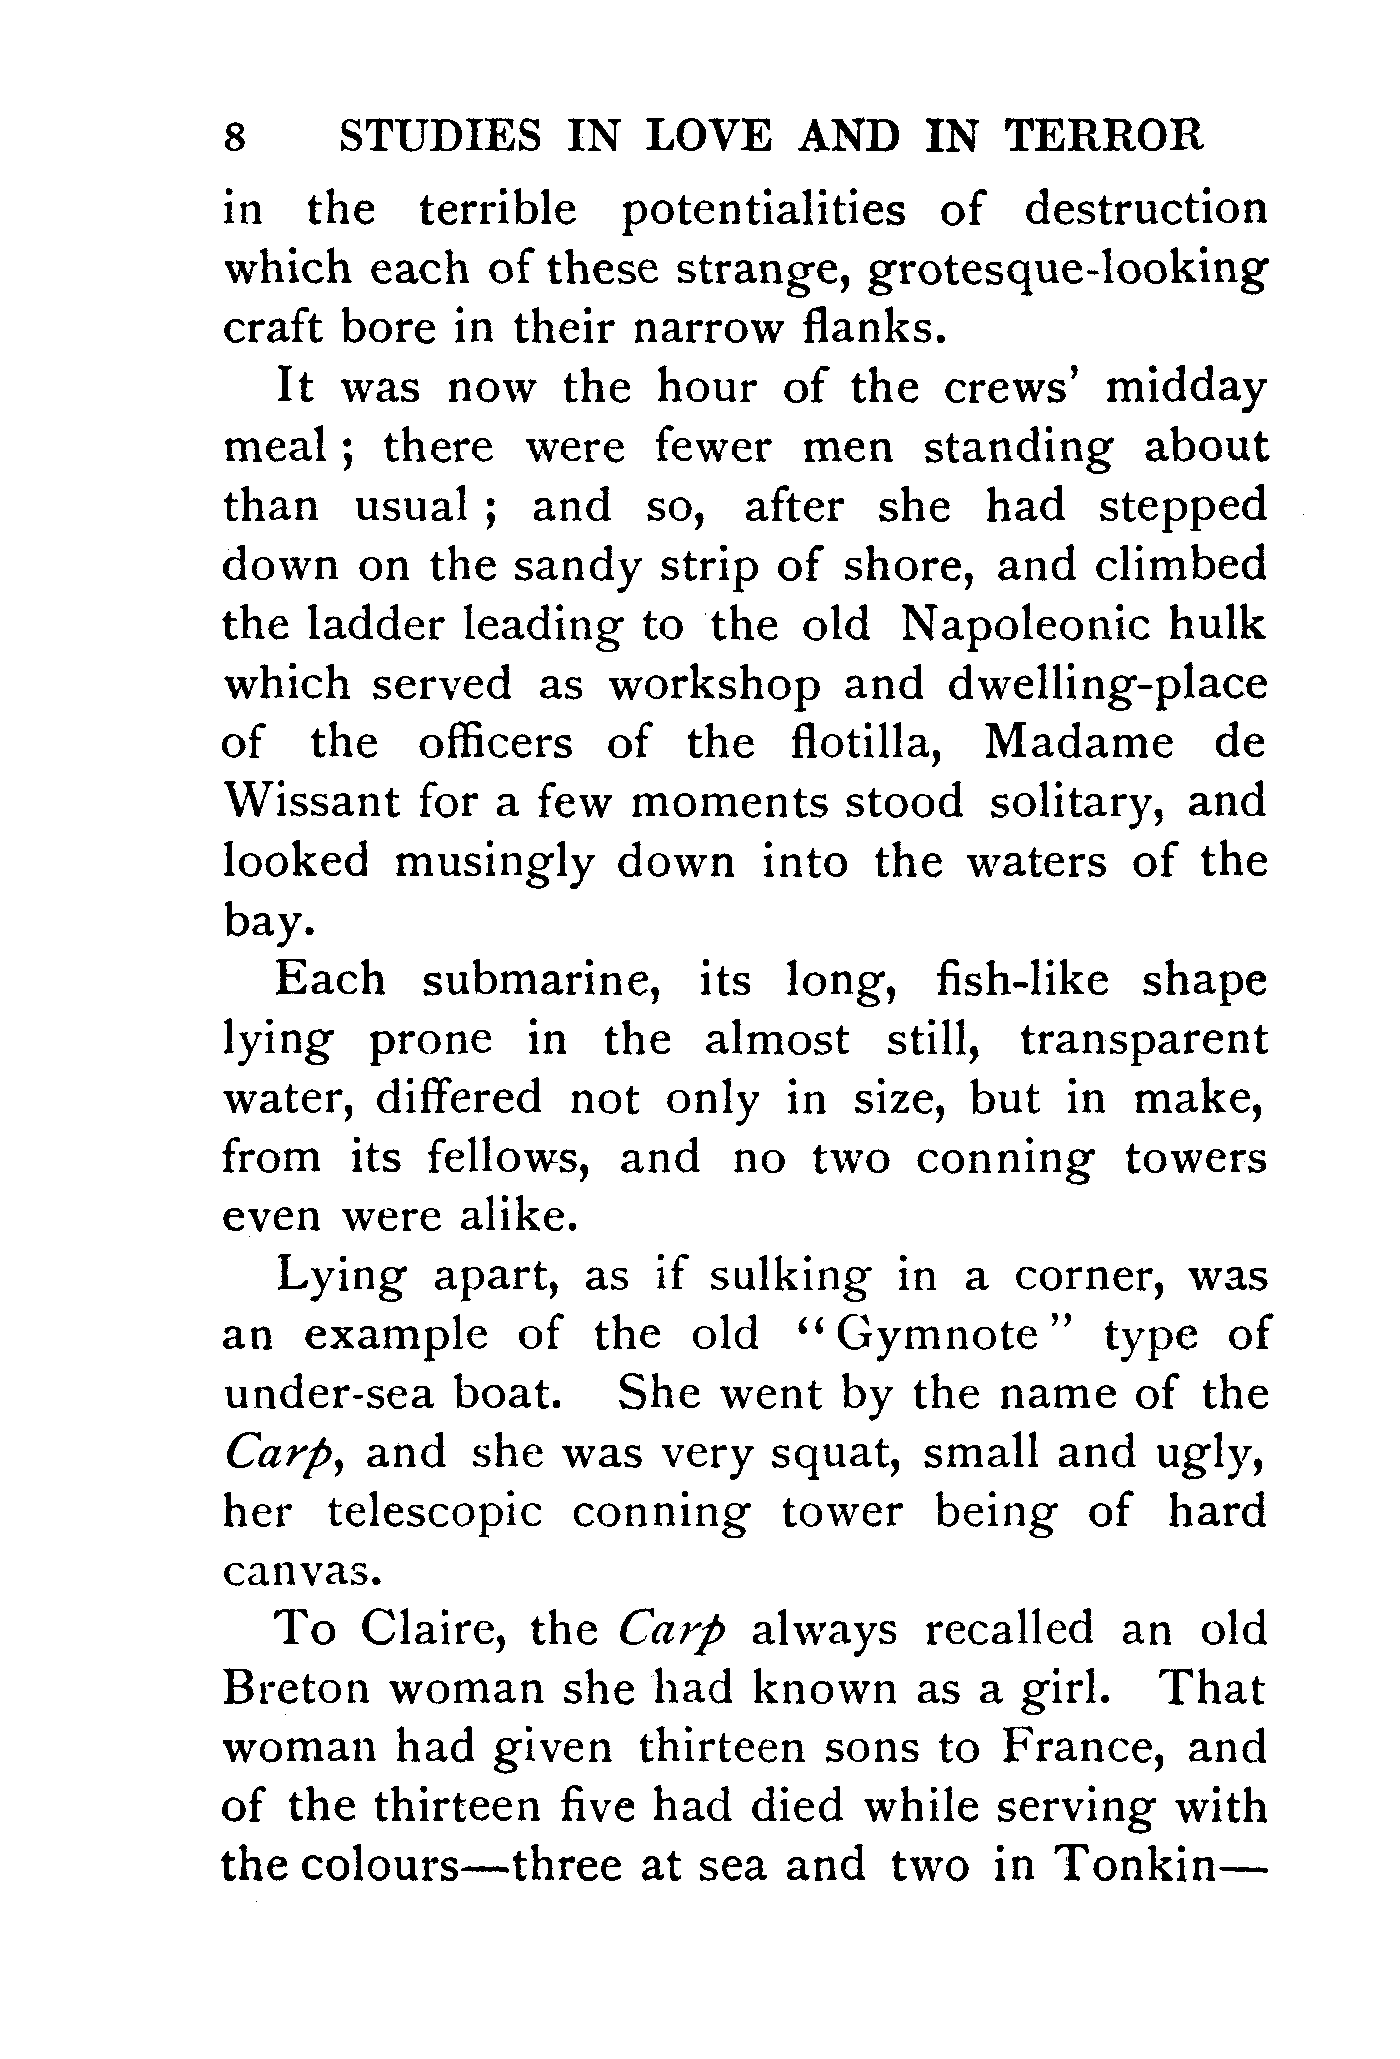 8 STUDIES IN LOVE AND IN TERROR
in the terrible potentialities of destruction
which each of these strange, grotesque-looking
craft bore in their narrow flanks.
It was now the hour of the crews' midday
meal ; there were fewer men standing about
than usual ; and so, after she had stepped
down on the sandy strip of shore, and climbed
the ladder leading to the old Napoleonic hulk
which served as workshop and dwelling-place
of the officers of the flotilla, Madame de
Wissant for a few moments stood solitary, and
looked musingly down into the waters of the
bay.
Each submarine, its long, fish-like shape
lying prone in the almost still, transparent
water, differed not only in size, but in make,
from its fellows, and no two conning towers
even were alike.
Lying apart, as if sulking in a corner, was
an example of the old “ Gymnote ” type of
under-sea boat. She went by the name of the
Carp, and she was very squat, small and ugly,
her telescopic conning tower being of hard
canvas.
To Claire, the Carp always recalled an old
Breton woman she had known as a girl. That
woman had given thirteen sons to France, and
of the thirteen five had died while serving with
the colours—three at sea and two in Tonkin—